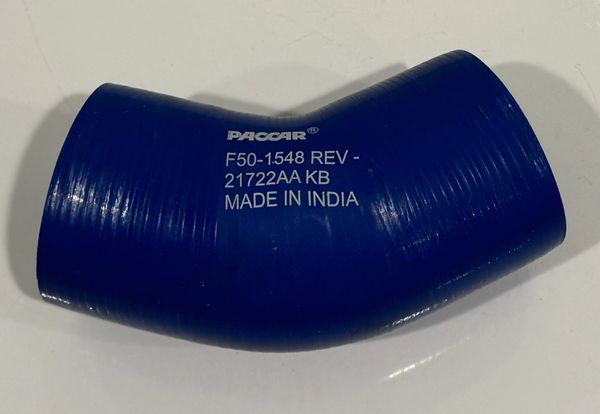 PACCAR®
F50-1548 REV -
21722AA KB
MADE IN INDIA